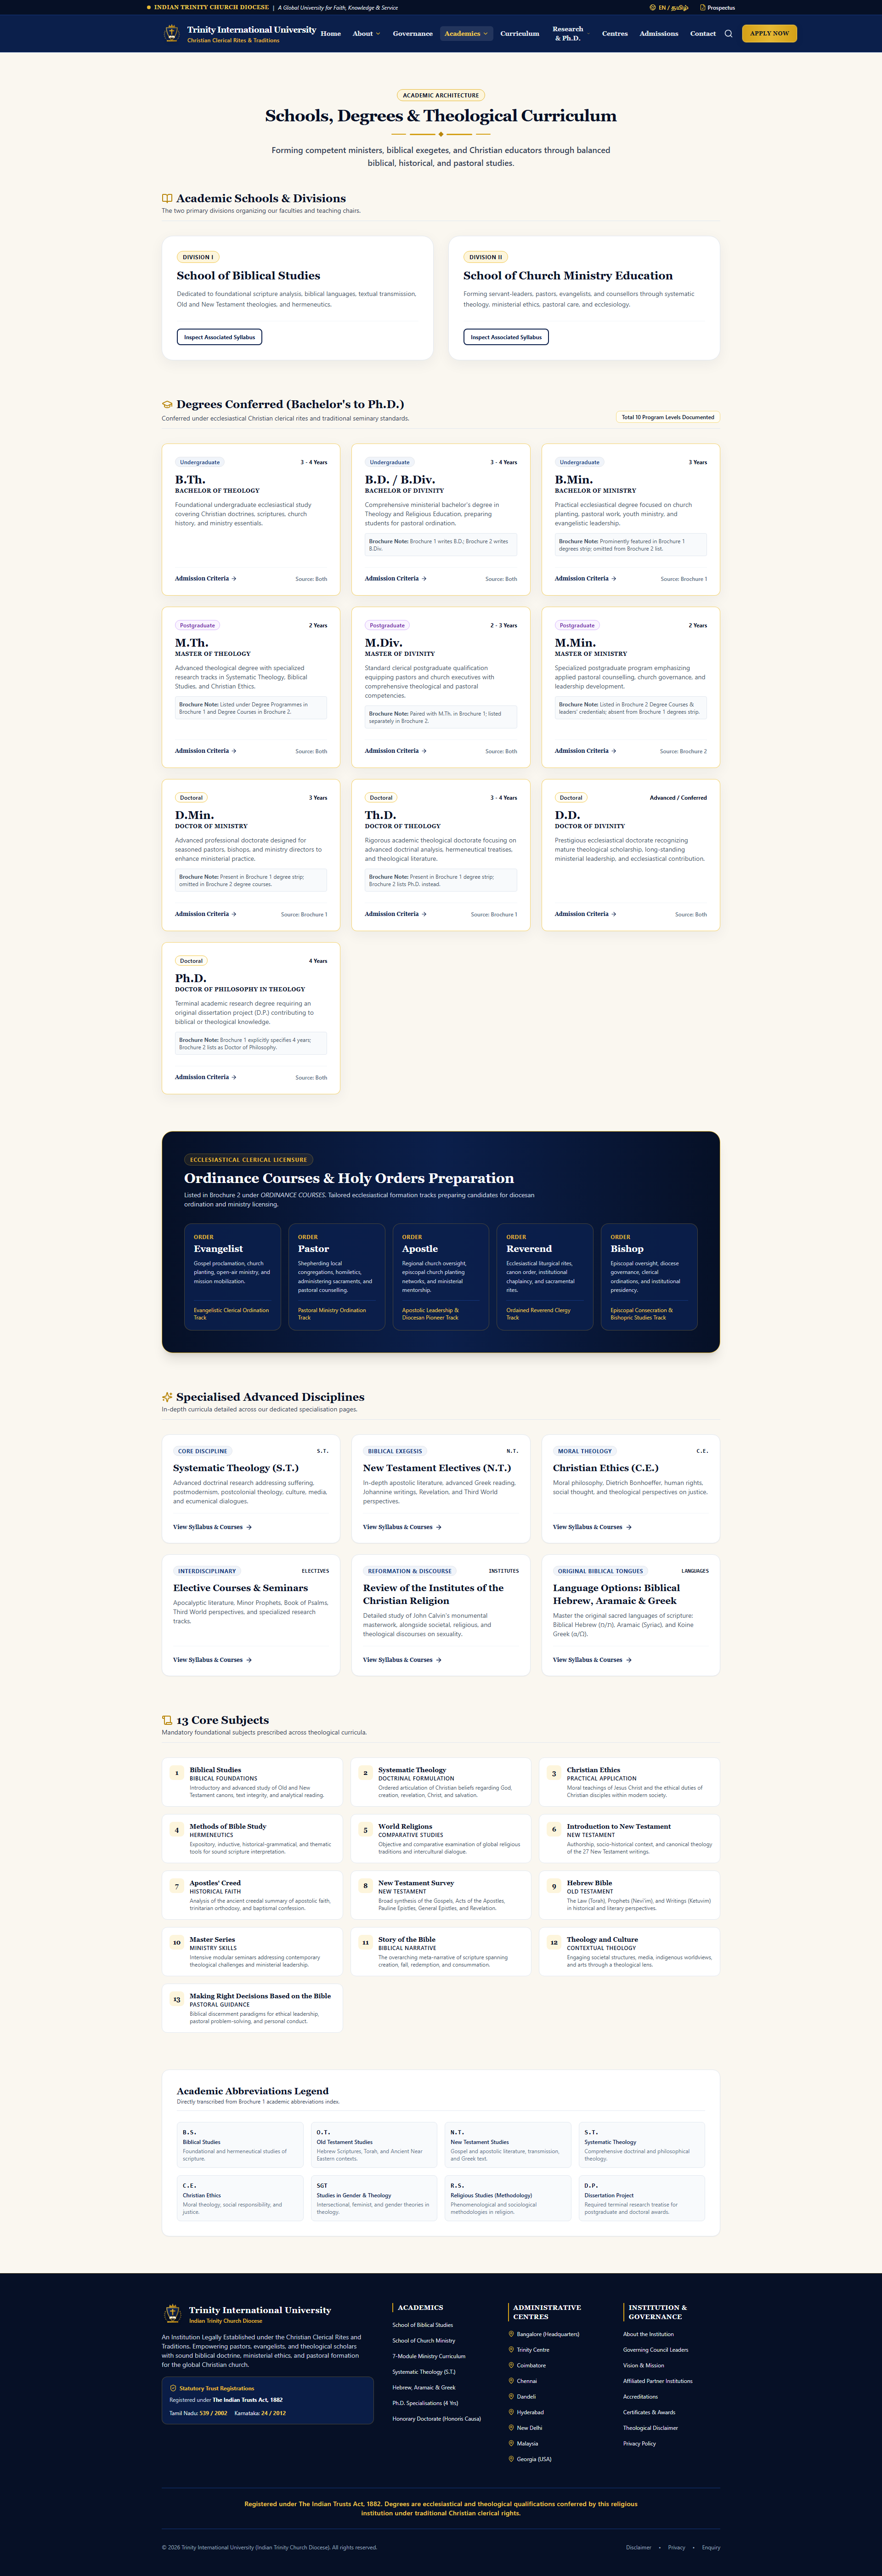 INDIAN TRINITY CHURCH DIOCESE | A Global University for Faith, Knowledge & Service
EN / தமிழ்
Prospectus
Trinity International University
Christian Clerical Rites & Traditions
Home
About
Governance
Academics
Curriculum
Research & Ph.D.
Centres
Admissions
Contact
APPLY NOW
ACADEMIC ARCHITECTURE
Schools, Degrees & Theological Curriculum
Forming competent ministers, biblical exegetes, and Christian educators through balanced
biblical, historical, and pastoral studies.
Academic Schools & Divisions
The two primary divisions organizing our faculties and teaching chairs.
DIVISION I
School of Biblical Studies
Dedicated to foundational scripture analysis, biblical languages, textual transmission,
Old and New Testament theologies, and hermeneutics.
Inspect Associated Syllabus
DIVISION II
School of Church Ministry Education
Forming servant-leaders, pastors, evangelists, and counsellors through systematic
theology, ministerial ethics, pastoral care, and ecclesiology.
Inspect Associated Syllabus
Degrees Conferred (Bachelor's to Ph.D.)
Conferred under ecclesiastical Christian clerical rites and traditional seminary standards.
Total 10 Program Levels Documented
Undergraduate
3 - 4 Years
B.Th.
BACHELOR OF THEOLOGY
Foundational undergraduate ecclesiastical study
covering Christian doctrines, scriptures, church
history, and ministry essentials.
Admission Criteria →
Source: Both
Undergraduate
3 - 4 Years
B.D. / B.Div.
BACHELOR OF DIVINITY
Comprehensive ministerial bachelor's degree in
Theology and Religious Education, preparing
students for pastoral ordination.
Brochure Note: Brochure 1 writes B.D.; Brochure 2 writes
B.Div.
Admission Criteria →
Source: Both
Undergraduate
3 Years
B.Min.
BACHELOR OF MINISTRY
Practical ecclesiastical degree focused on church
planting, pastoral work, youth ministry, and
evangelistic leadership.
Brochure Note: Prominently featured in Brochure 1
degrees strip; omitted from Brochure 2 list.
Admission Criteria →
Source: Brochure 1
Postgraduate
2 Years
M.Th.
MASTER OF THEOLOGY
Advanced theological degree with specialized
research tracks in Systematic Theology, Biblical
Studies, and Christian Ethics.
Brochure Note: Listed under Degree Programmes in
Brochure 1 and Degree Courses in Brochure 2.
Admission Criteria →
Source: Both
Postgraduate
2 - 3 Years
M.Div.
MASTER OF DIVINITY
Standard clerical postgraduate qualification
equipping pastors and church executives with
comprehensive theological and pastoral
competencies.
Brochure Note: Paired with M.Th. in Brochure 1; listed
separately in Brochure 2.
Admission Criteria →
Source: Both
Postgraduate
2 Years
M.Min.
MASTER OF MINISTRY
Specialized postgraduate program emphasizing
applied pastoral counselling, church governance, and
leadership development.
Brochure Note: Listed in Brochure 2 Degree Courses &
leaders' credentials; absent from Brochure 1 degrees strip.
Admission Criteria →
Source: Brochure 2
Doctoral
3 Years
D.Min.
DOCTOR OF MINISTRY
Advanced professional doctorate designed for
seasoned pastors, bishops, and ministry directors to
enhance ministerial practice.
Brochure Note: Present in Brochure 1 degree strip;
omitted in Brochure 2 degree courses.
Admission Criteria →
Source: Brochure 1
Doctoral
3 - 4 Years
Th.D.
DOCTOR OF THEOLOGY
Rigorous academic theological doctorate focusing on
advanced doctrinal analysis, hermeneutical treatises,
and theological literature.
Brochure Note: Present in Brochure 1 degree strip;
Brochure 2 lists Ph.D. instead.
Admission Criteria →
Source: Brochure 1
Doctoral
Advanced / Conferred
D.D.
DOCTOR OF DIVINITY
Prestigious ecclesiastical doctorate recognizing
mature theological scholarship, long-standing
ministerial leadership, and ecclesiastical contribution.
Admission Criteria →
Source: Both
Doctoral
4 Years
Ph.D.
DOCTOR OF PHILOSOPHY IN THEOLOGY
Terminal academic research degree requiring an
original dissertation project (D.P.) contributing to
biblical or theological knowledge.
Brochure Note: Brochure 1 explicitly specifies 4 years;
Brochure 2 lists as Doctor of Philosophy.
Admission Criteria →
Source: Both
ECCLESIASTICAL CLERICAL LICENSURE
Ordinance Courses & Holy Orders Preparation
Listed in Brochure 2 under ORDINANCE COURSES. Tailored ecclesiastical formation tracks preparing candidates for diocesan
ordination and ministry licensing.
ORDER
Evangelist
Gospel proclamation, church
planting, open-air ministry, and
mission mobilization.
Evangelistic Clerical Ordination
Track
ORDER
Pastor
Shepherding local
congregations, homiletics,
administering sacraments, and
pastoral counselling.
Pastoral Ministry Ordination
Track
ORDER
Apostle
Regional church oversight,
episcopal church planting
networks, and ministerial
mentorship.
Apostolic Leadership &
Diocesan Pioneer Track
ORDER
Reverend
Ecclesiastical liturgical rites,
canon order, institutional
chaplaincy, and sacramental
rites.
Ordained Reverend Clergy
Track
ORDER
Bishop
Episcopal oversight, diocese
governance, clerical
ordinations, and institutional
presidency.
Episcopal Consecration &
Bishopric Studies Track
Specialised Advanced Disciplines
In-depth curricula detailed across our dedicated specialisation pages.
CORE DISCIPLINE
S.T.
Systematic Theology (S.T.)
Advanced doctrinal research addressing suffering,
postmodernism, postcolonial theology, culture, media,
and ecumenical dialogues.
View Syllabus & Courses →
BIBLICAL EXEGESIS
N.T.
New Testament Electives (N.T.)
In-depth apostolic literature, advanced Greek reading,
Johannine writings, Revelation, and Third World
perspectives.
View Syllabus & Courses →
MORAL THEOLOGY
C.E.
Christian Ethics (C.E.)
Moral philosophy, Dietrich Bonhoeffer, human rights,
social thought, and theological perspectives on justice.
View Syllabus & Courses →
INTERDISCIPLINARY
ELECTIVES
Elective Courses & Seminars
Apocalyptic literature, Minor Prophets, Book of Psalms,
Third World perspectives, and specialized research
tracks.
View Syllabus & Courses →
REFORMATION & DISCOURSE
INSTITUTES
Review of the Institutes of the
Christian Religion
Detailed study of John Calvin's monumental
masterwork, alongside societal, religious, and
theological discourses on sexuality.
View Syllabus & Courses →
ORIGINAL BIBLICAL TONGUES
LANGUAGES
Language Options: Biblical
Hebrew, Aramaic & Greek
Master the original sacred languages of scripture:
Biblical Hebrew (מ/ת), Aramaic (Syriac), and Koine
Greek (α/Ω).
View Syllabus & Courses →
13 Core Subjects
Mandatory foundational subjects prescribed across theological curricula.
1
Biblical Studies
BIBLICAL FOUNDATIONS
Introductory and advanced study of Old and New
Testament canons, text integrity, and analytical reading.
2
Systematic Theology
DOCTRINAL FORMULATION
Ordered articulation of Christian beliefs regarding God,
creation, revelation, Christ, and salvation.
3
Christian Ethics
PRACTICAL APPLICATION
Moral teachings of Jesus Christ and the ethical duties of
Christian disciples within modern society.
4
Methods of Bible Study
HERMENEUTICS
Expository, inductive, historical-grammatical, and thematic
tools for sound scripture interpretation.
5
World Religions
COMPARATIVE STUDIES
Objective and comparative examination of global religious
traditions and intercultural dialogue.
6
Introduction to New Testament
NEW TESTAMENT
Authorship, socio-historical context, and canonical theology
of the 27 New Testament writings.
7
Apostles' Creed
HISTORICAL FAITH
Analysis of the ancient creedal summary of apostolic faith,
trinitarian orthodoxy, and baptismal confession.
8
New Testament Survey
NEW TESTAMENT
Broad synthesis of the Gospels, Acts of the Apostles,
Pauline Epistles, General Epistles, and Revelation.
9
Hebrew Bible
OLD TESTAMENT
The Law (Torah), Prophets (Nevi'im), and Writings (Ketuvim)
in historical and literary perspectives.
10
Master Series
MINISTRY SKILLS
Intensive modular seminars addressing contemporary
theological challenges and ministerial leadership.
11
Story of the Bible
BIBLICAL NARRATIVE
The overarching meta-narrative of scripture spanning
creation, fall, redemption, and consummation.
12
Theology and Culture
CONTEXTUAL THEOLOGY
Engaging societal structures, media, indigenous worldviews,
and arts through a theological lens.
13
Making Right Decisions Based on the Bible
PASTORAL GUIDANCE
Biblical discernment paradigms for ethical leadership,
pastoral problem-solving, and personal conduct.
Academic Abbreviations Legend
Directly transcribed from Brochure 1 academic abbreviations index.
B.S.
Biblical Studies
Foundational and hermeneutical studies of
scripture.
O.T.
Old Testament Studies
Hebrew Scriptures, Torah, and Ancient Near
Eastern contexts.
N.T.
New Testament Studies
Gospel and apostolic literature, transmission,
and Greek text.
S.T.
Systematic Theology
Comprehensive doctrinal and philosophical
theology.
C.E.
Christian Ethics
Moral theology, social responsibility, and
justice.
SGT
Studies in Gender & Theology
Intersectional, feminist, and gender theories in
theology.
R.S.
Religious Studies (Methodology)
Phenomenological and sociological
methodologies in religion.
D.P.
Dissertation Project
Required terminal research treatise for
postgraduate and doctoral awards.
Trinity International University
Indian Trinity Church Diocese
An Institution Legally Established under the Christian Clerical Rites and
Traditions. Empowering pastors, evangelists, and theological scholars
with sound biblical doctrine, ministerial ethics, and pastoral formation
for the global Christian church.
Statutory Trust Registrations
Registered under The Indian Trusts Act, 1882
Tamil Nadu: 539 / 2002
Karnataka: 24 / 2012
ACADEMICS
School of Biblical Studies
School of Church Ministry
7-Module Ministry Curriculum
Systematic Theology (S.T.)
Hebrew, Aramaic & Greek
Ph.D. Specialisations (4 Yrs)
Honorary Doctorate (Honoris Causa)
ADMINISTRATIVE
CENTRES
Bangalore (Headquarters)
Trinity Centre
Coimbatore
Chennai
Dandeli
Hyderabad
New Delhi
Malaysia
Georgia (USA)
INSTITUTION &
GOVERNANCE
About the Institution
Governing Council Leaders
Vision & Mission
Affiliated Partner Institutions
Accreditations
Certificates & Awards
Theological Disclaimer
Privacy Policy
Registered under The Indian Trusts Act, 1882. Degrees are ecclesiastical and theological qualifications conferred by this religious
institution under traditional Christian clerical rights.
© 2026 Trinity International University (Indian Trinity Church Diocese). All rights reserved.
Disclaimer • Privacy • Enquiry